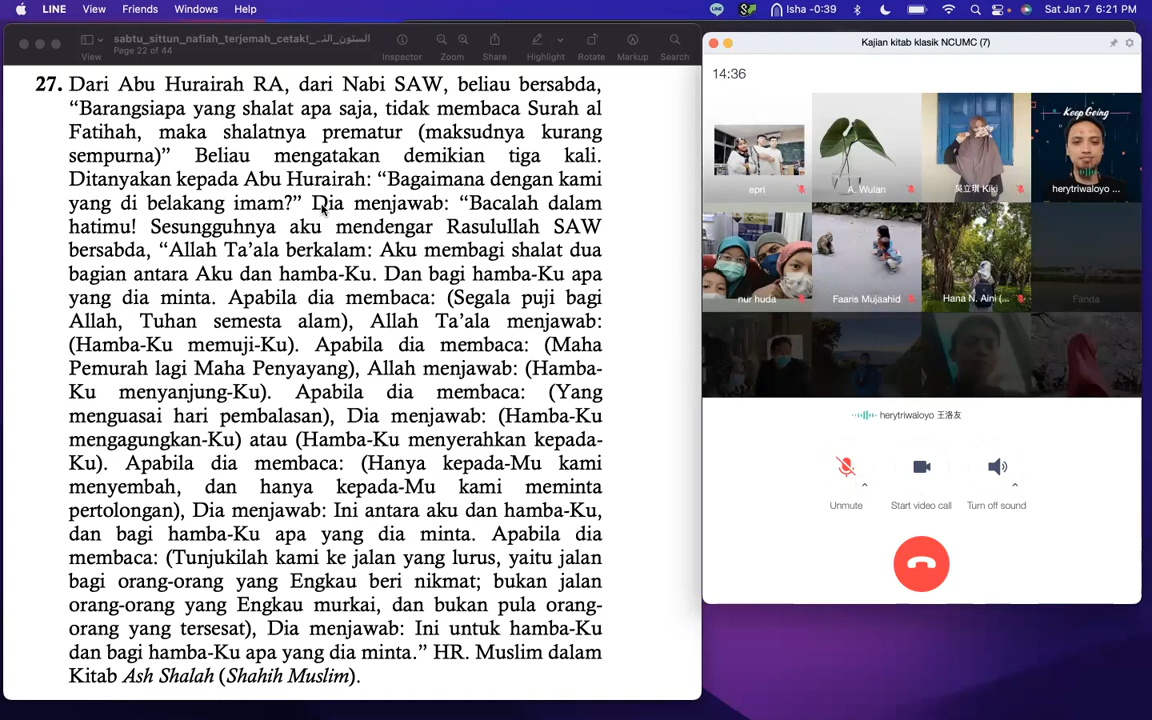 LINE View Friends Windows Help
Isha -0:39
Sat Jan 7 6:21 PM
sabtu_sittun_nafiah_terjemah_cetak!_..._الستون_الن
Page 22 of 44
View
Inspector
Zoom
Share
Highlight
Rotate
Markup
Search
27. Dari Abu Hurairah RA, dari Nabi SAW, beliau bersabda,
“Barangsiapa yang shalat apa saja, tidak membaca Surah al
Fatihah, maka shalatnya prematur (maksudnya kurang
sempurna)” Beliau mengatakan demikian tiga kali.
Ditanyakan kepada Abu Hurairah: “Bagaimana dengan kami
yang di belakang imam?” Dia menjawab: “Bacalah dalam
hatimu! Sesungguhnya aku mendengar Rasulullah SAW
bersabda, “Allah Ta’ala berkalam: Aku membagi shalat dua
bagian antara Aku dan hamba-Ku. Dan bagi hamba-Ku apa
yang dia minta. Apabila dia membaca: (Segala puji bagi
Allah, Tuhan semesta alam), Allah Ta’ala menjawab:
(Hamba-Ku memuji-Ku). Apabila dia membaca: (Maha
Pemurah lagi Maha Penyayang), Allah menjawab: (Hamba-
Ku menyanjung-Ku). Apabila dia membaca: (Yang
menguasai hari pembalasan), Dia menjawab: (Hamba-Ku
mengagungkan-Ku) atau (Hamba-Ku menyerahkan kepada-
Ku). Apabila dia membaca: (Hanya kepada-Mu kami
menyembah, dan hanya kepada-Mu kami meminta
pertolongan), Dia menjawab: Ini antara aku dan hamba-Ku,
dan bagi hamba-Ku apa yang dia minta. Apabila dia
membaca: (Tunjukilah kami ke jalan yang lurus, yaitu jalan
bagi orang-orang yang Engkau beri nikmat; bukan jalan
orang-orang yang Engkau murkai, dan bukan pula orang-
orang yang tersesat), Dia menjawab: Ini untuk hamba-Ku
dan bagi hamba-Ku apa yang dia minta.” HR. Muslim dalam
Kitab Ash Shalah (Shahih Muslim).
Kajian kitab klasik NCUMC (7)
14:36
Keep Going
epri
A. Wulan
吳立琪 Kiki
herytriwaloyo ...
nur huda
Faaris Mujaahid
Hana N. Aini (...
Fanda
herytriwaloyo 王洛友
Unmute
Start video call
Turn off sound